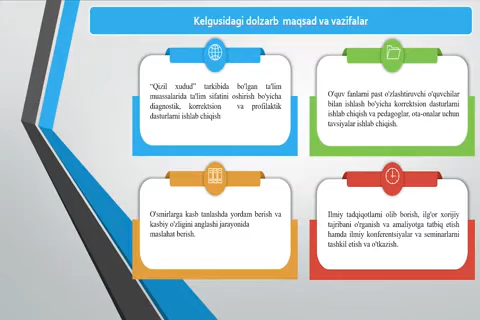 Kelgusidagi dolzarb maqsad va vazifalar
“Qizil xudud” tarkibida bo'lgan ta'lim
muassalarida ta'lim sifatini oshirish bo'yicha
diagnostik, korrektsion va profilaktik
dasturlarni ishlab chiqish
O'quv fanlarni past o'zlashtiruvchi o'quvchilar
bilan ishlash bo'yicha korrektsion dasturlarni
ishlab chiqish va pedagoglar, ota-onalar uchun
tavsiyalar ishlab chiqish.
O'smirlarga kasb tanlashda yordam berish va
kasbiy o'zligini anglashi jarayonida
maslahat berish.
Ilmiy tadqiqotlarni olib borish, ilg'or xorijiy
tajribani o'rganish va amaliyotga tatbiq etish
hamda ilmiy konferentsiyalar va seminarlarni
tashkil etish va o'tkazish.